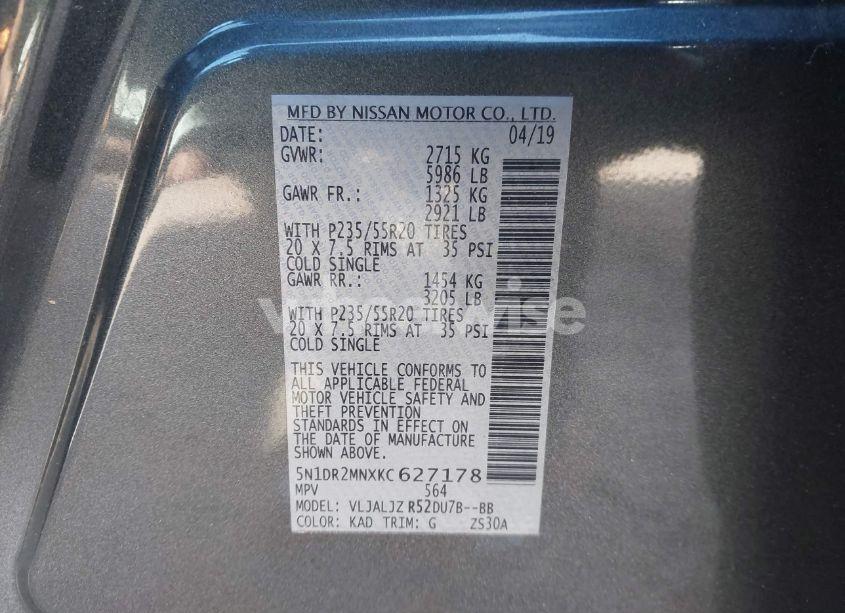 MFD BY NISSAN MOTOR CO., LTD.
DATE: 04/19
GVWR: 2715 KG
5986 LB
GAWR FR.: 1325 KG
2921 LB
WITH P235/55R20 TIRES
20 X 7.5 RIMS AT 35 PSI
COLD SINGLE
GAWR RR.: 1454 KG
3205 LB
WITH P235/55R20 TIRES
20 X 7.5 RIMS AT 35 PSI
COLD SINGLE
THIS VEHICLE CONFORMS TO
ALL APPLICABLE FEDERAL
MOTOR VEHICLE SAFETY AND
THEFT PREVENTION
STANDARDS IN EFFECT ON
THE DATE OF MANUFACTURE
SHOWN ABOVE.
5N1DR2MNXKC627178
MPV 564
MODEL: VLJALJZ R52DU7B--BB
COLOR: KAD TRIM: G ZS30A